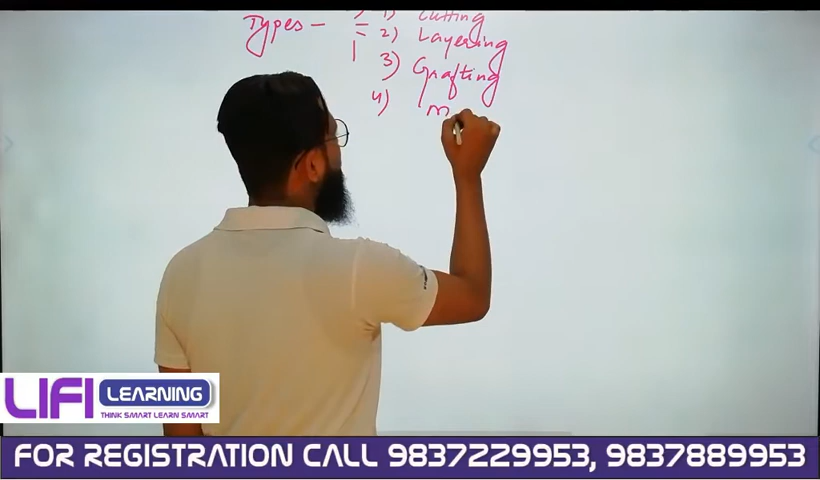 Types - 1) Cutting
2) Layering
3) Grafting
4) m
LIFI LEARNING
THINK SMART LEARN SMART
FOR REGISTRATION CALL 9837229953, 9837889953